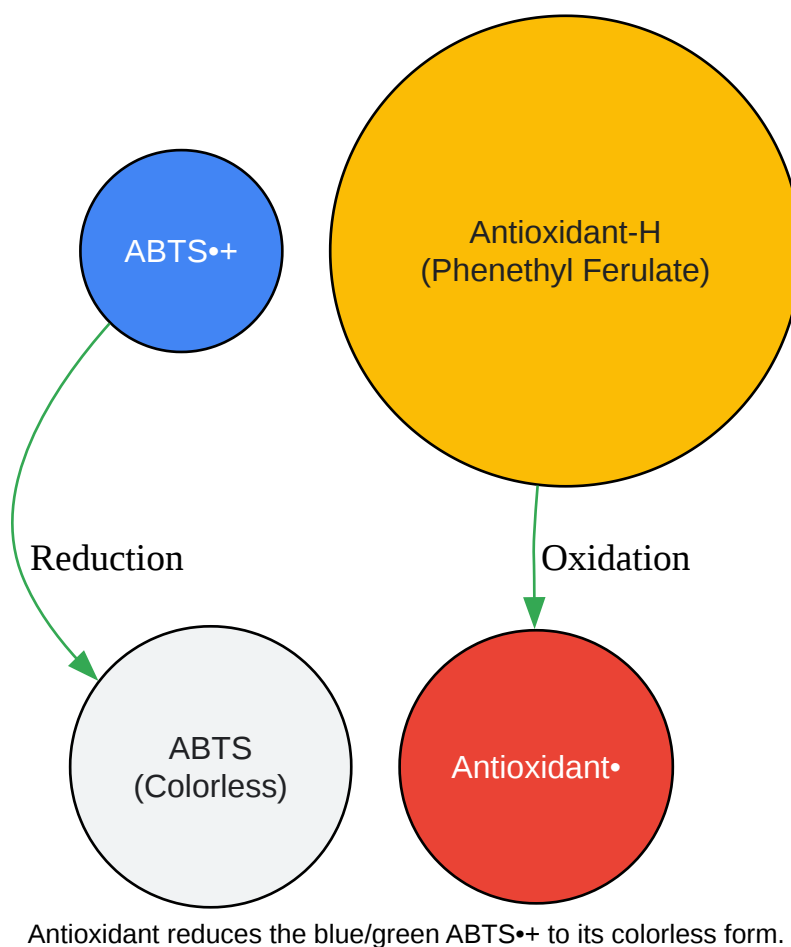 ABTS•+
Antioxidant-H
(Phenethyl Ferulate)
Reduction
Oxidation
ABTS
(Colorless)
Antioxidant•
Antioxidant reduces the blue/green ABTS•+ to its colorless form.